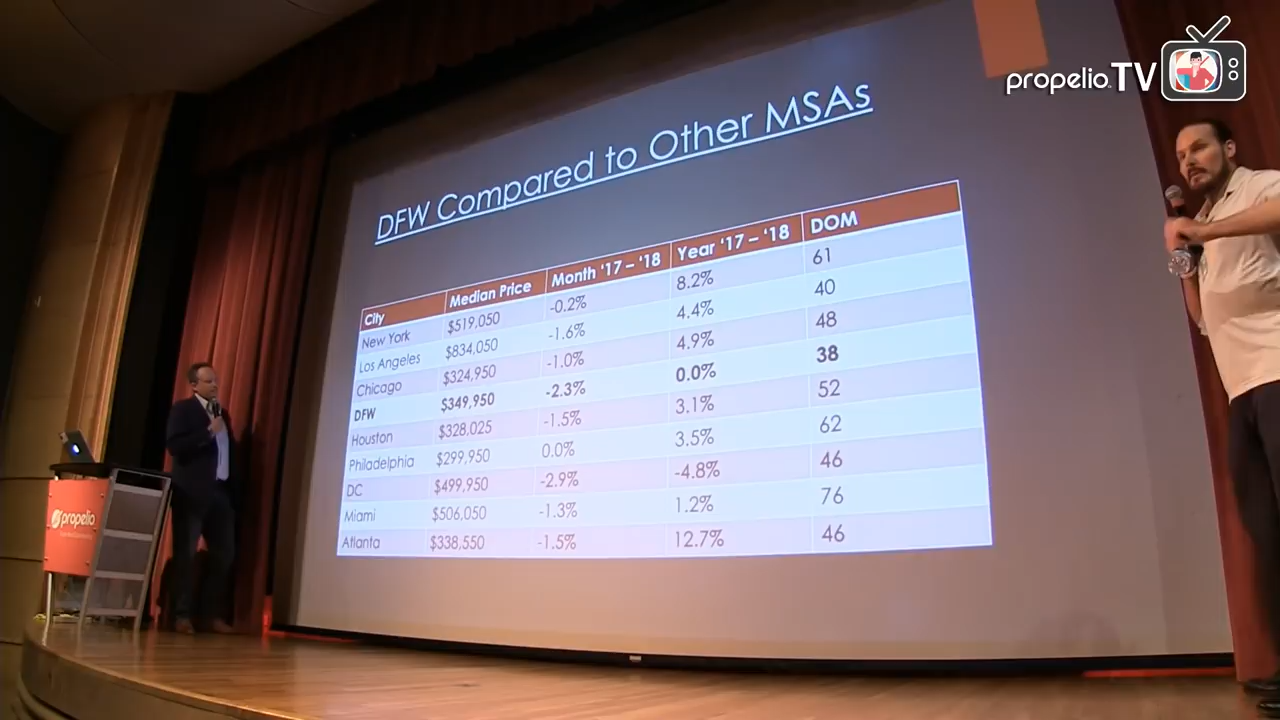 propelio TV
DFW Compared to Other MSAs
City Median Price Month ‘17 – ‘18 Year ‘17 – ‘18 DOM
New York $519,050 -0.2% 8.2% 61
Los Angeles $834,050 -1.6% 4.4% 40
Chicago $324,950 -1.0% 4.9% 48
DFW $349,950 -2.3% 0.0% 38
Houston $328,025 -1.5% 3.1% 52
Philadelphia $299,950 0.0% 3.5% 62
DC $499,950 -2.9% -4.8% 46
Miami $506,050 -1.3% 1.2% 76
Atlanta $338,550 -1.5% 12.7% 46
propelio